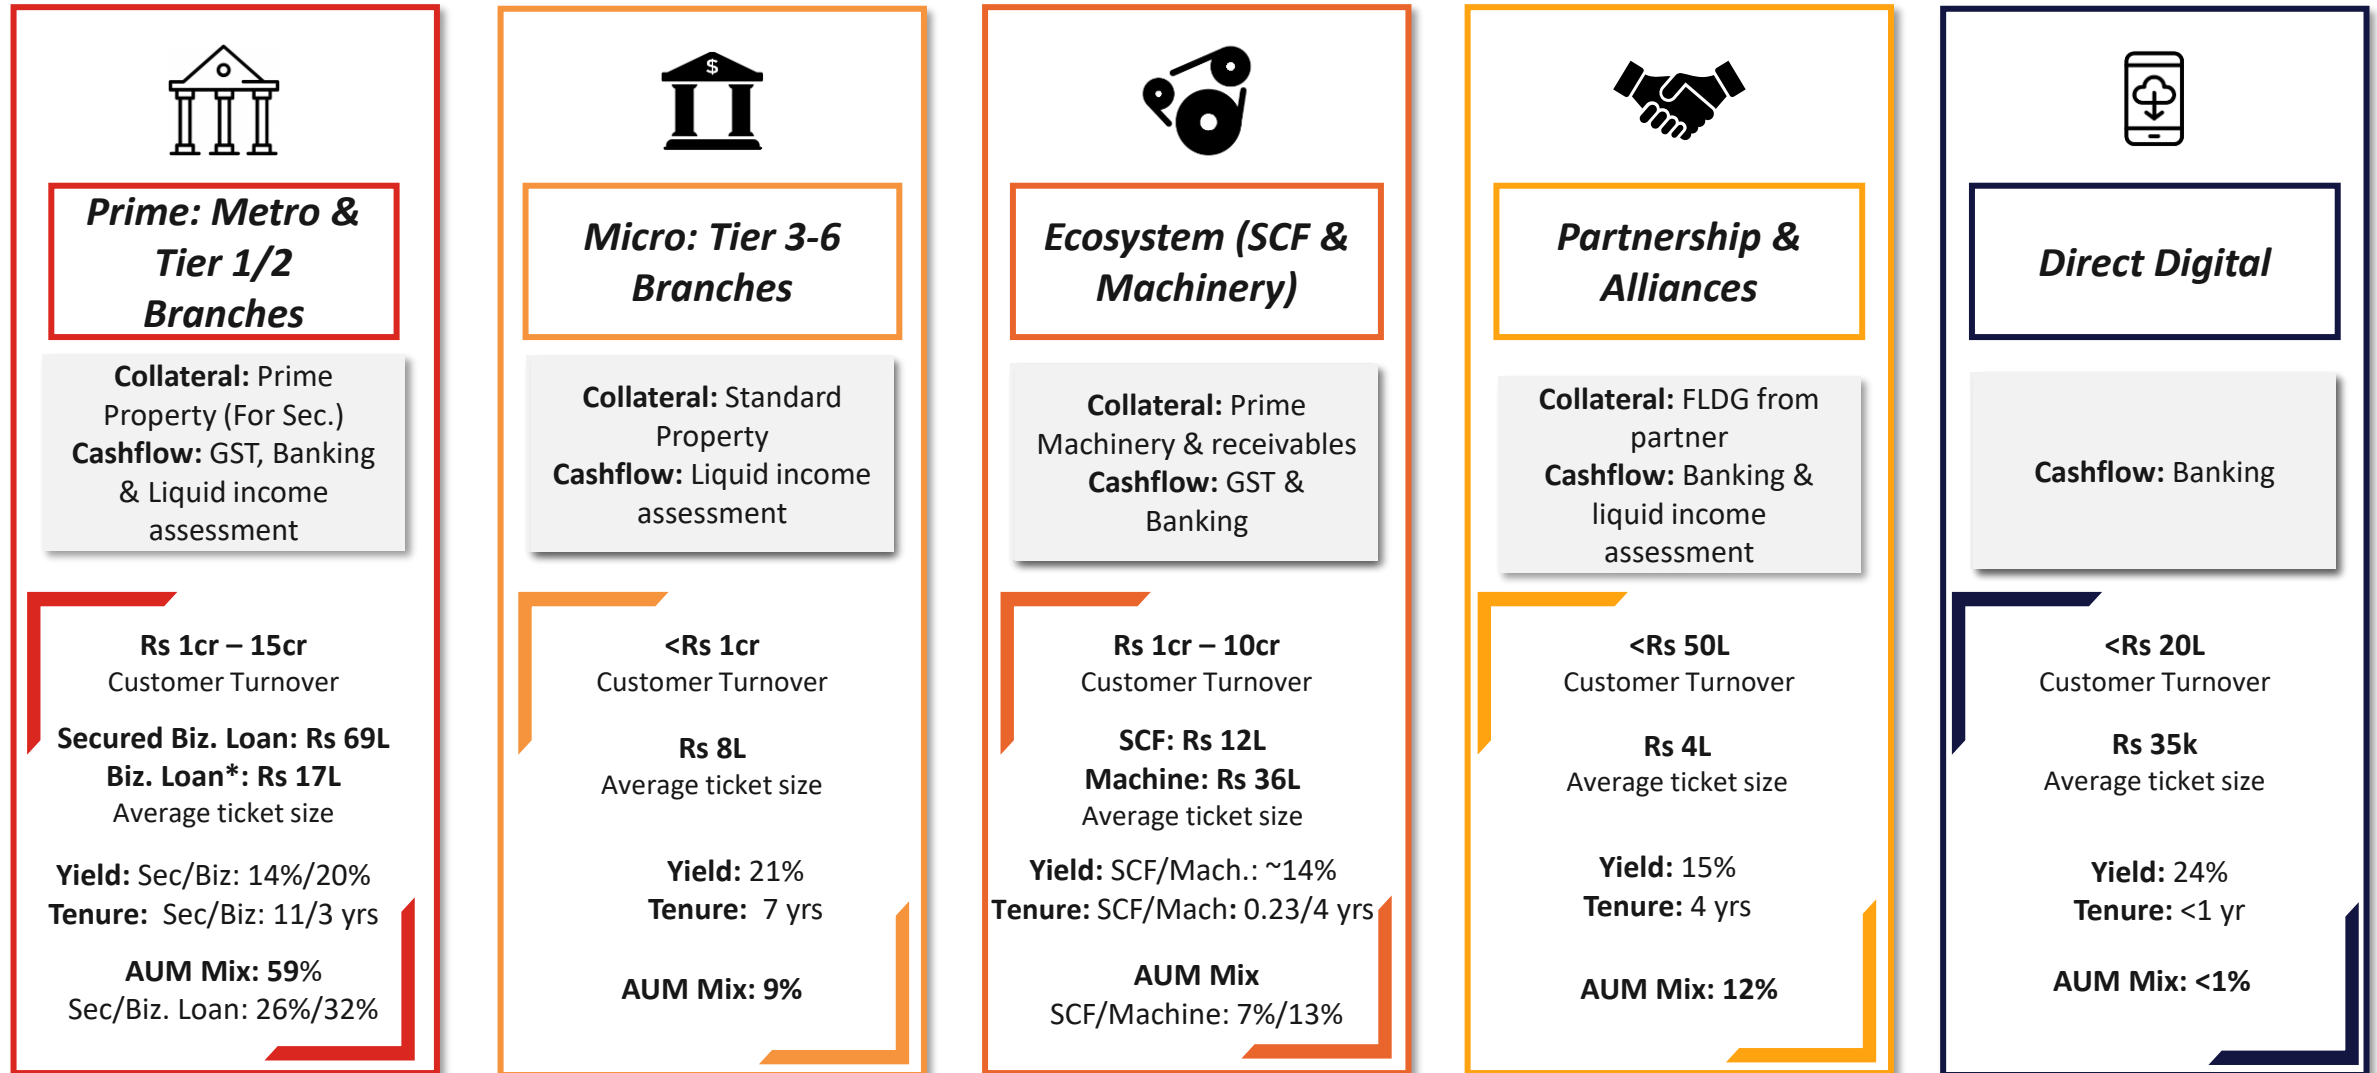 Prime: Metro &
Tier 1/2
Branches
Collateral: Prime
Property (For Sec.)
Cashflow: GST, Banking
& Liquid income
assessment
Rs 1cr – 15cr
Customer Turnover
Secured Biz. Loan: Rs 69L
Biz. Loan*: Rs 17L
Average ticket size
Yield: Sec/Biz: 14%/20%
Tenure: Sec/Biz: 11/3 yrs
AUM Mix: 59%
Sec/Biz. Loan: 26%/32%
$
Micro: Tier 3-6
Branches
Collateral: Standard
Property
Cashflow: Liquid income
assessment
<Rs 1cr
Customer Turnover
Rs 8L
Average ticket size
Yield: 21%
Tenure: 7 yrs
AUM Mix: 9%
Ecosystem (SCF &
Machinery)
Collateral: Prime
Machinery & receivables
Cashflow: GST &
Banking
Rs 1cr – 10cr
Customer Turnover
SCF: Rs 12L
Machine: Rs 36L
Average ticket size
Yield: SCF/Mach.: ~14%
Tenure: SCF/Mach: 0.23/4 yrs
AUM Mix
SCF/Machine: 7%/13%
Partnership &
Alliances
Collateral: FLDG from
partner
Cashflow: Banking &
liquid income
assessment
<Rs 50L
Customer Turnover
Rs 4L
Average ticket size
Yield: 15%
Tenure: 4 yrs
AUM Mix: 12%
Direct Digital
Cashflow: Banking
<Rs 20L
Customer Turnover
Rs 35k
Average ticket size
Yield: 24%
Tenure: <1 yr
AUM Mix: <1%